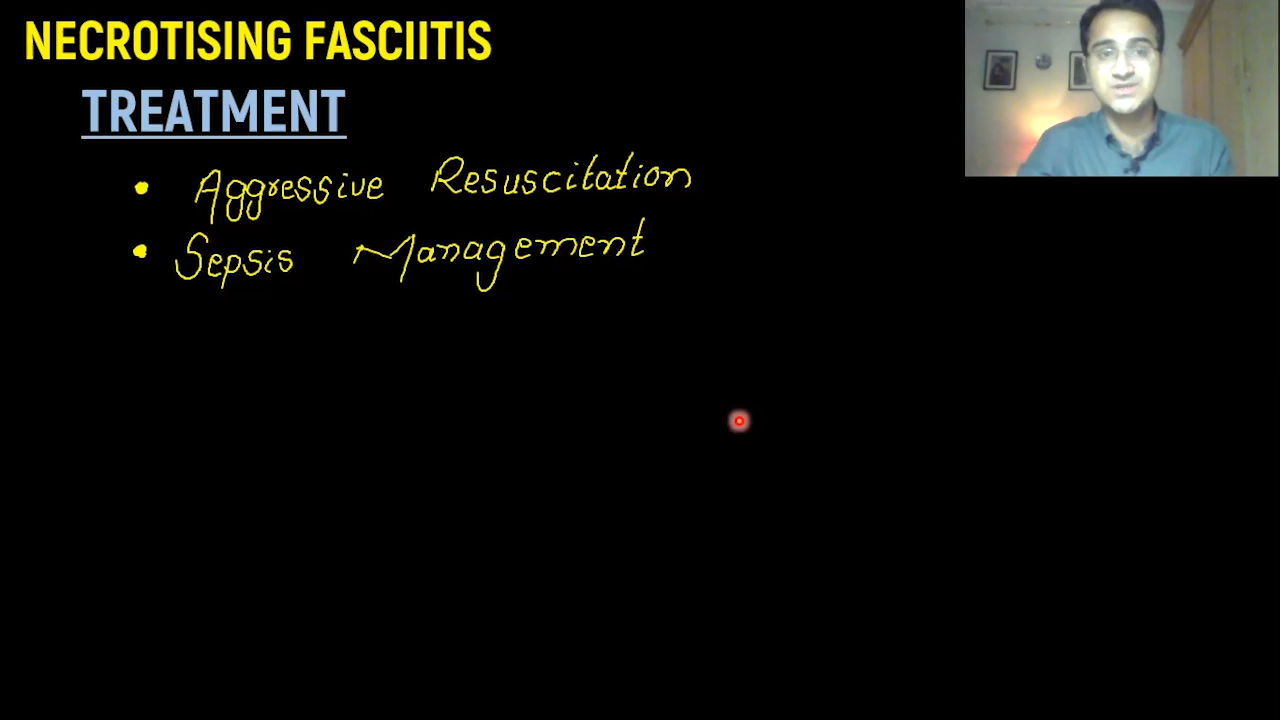 NECROTISING FASCIITIS
TREATMENT
• Aggressive Resuscitation
• Sepsis Management